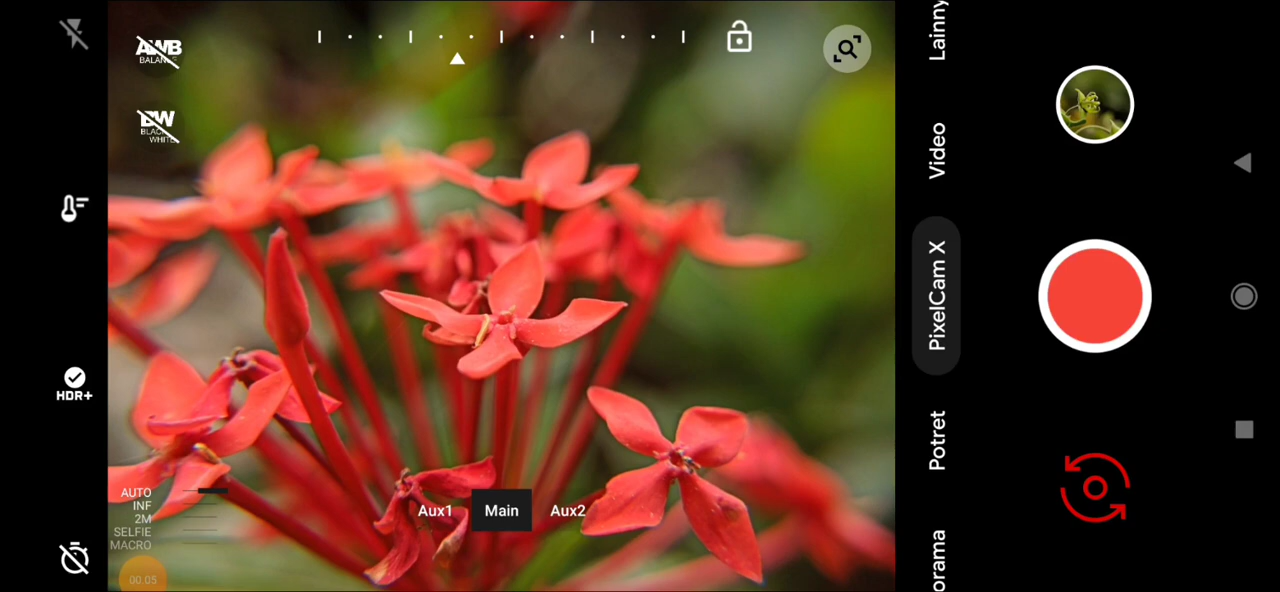 AWB
BALANCE
BW
BLACK
WHITE
HDR+
AUTO
INF
2M
SELFIE
MACRO
00.05
Aux1
Main
Aux2
Lainny
Video
PixelCam X
Potret
orama